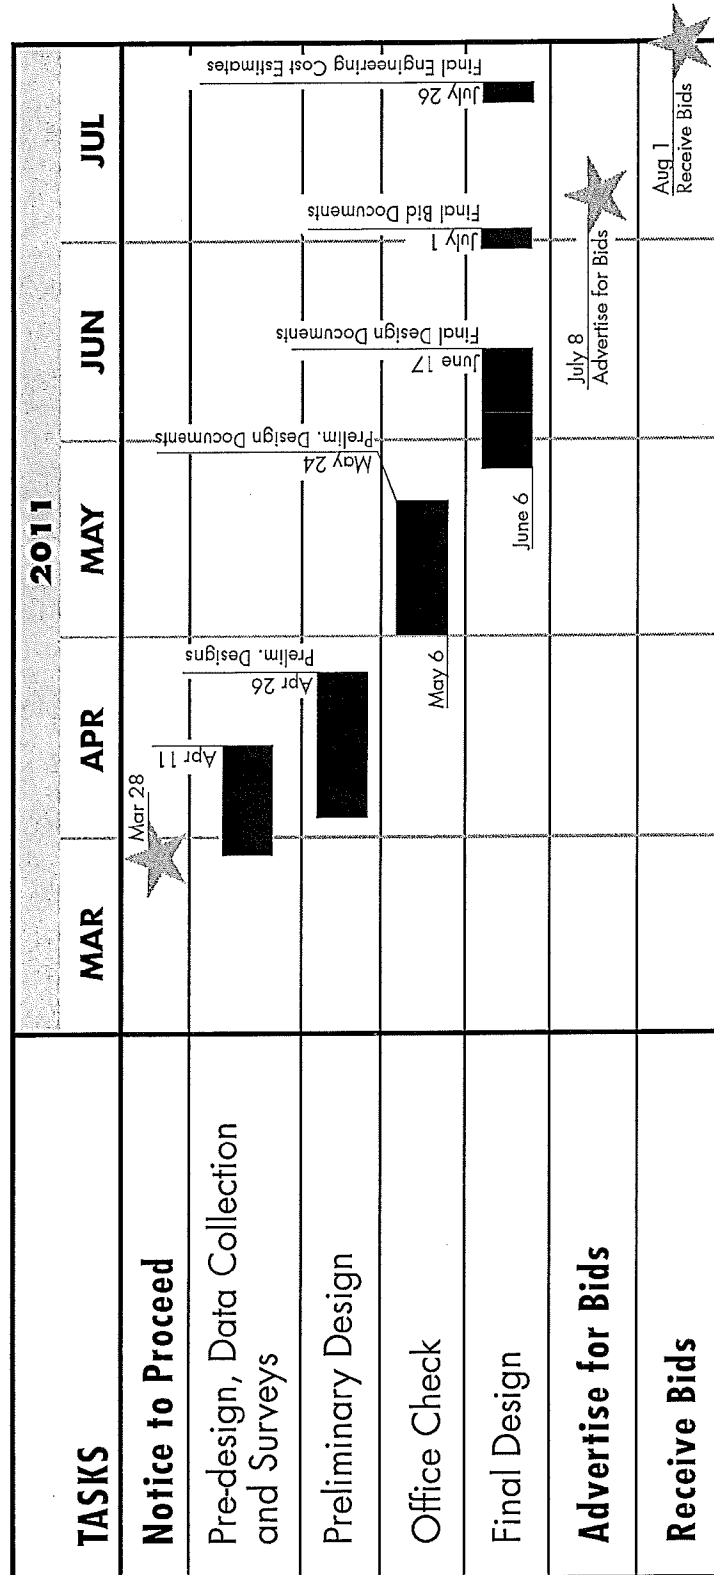 2011
TASKS
MAR
APR
MAY
JUN
JUL
Notice to Proceed
Mar 28
Pre-design, Data Collection
and Surveys
Apr 11
Preliminary Design
Apr 26
Prelim. Designs
Office Check
May 6
May 24
Prelim. Design Documents
Final Design
June 6
June 17
Final Design Documents
July 1
Final Bid Documents
July 26
Final Engineering Cost Estimates
Advertise for Bids
July 8
Advertise for Bids
Receive Bids
Aug 1
Receive Bids